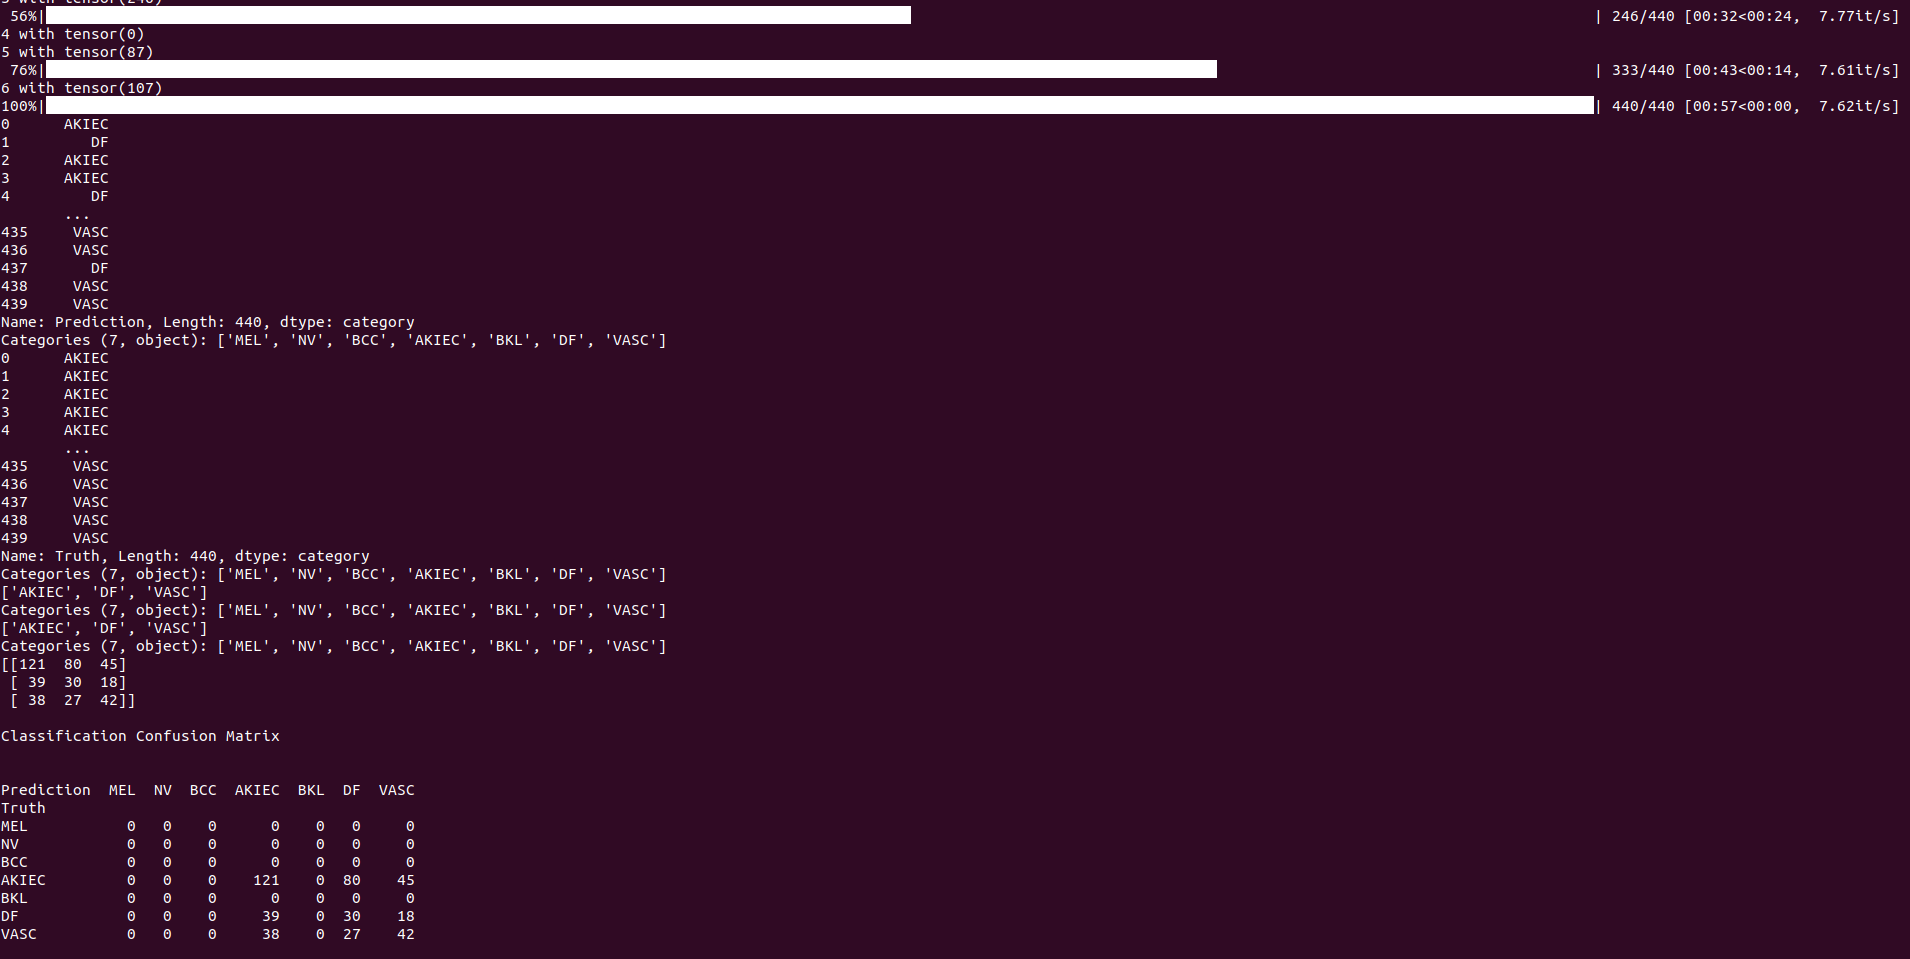 3 with tensor(246)
56%| | 246/440 [00:32<00:24, 7.77it/s]
4 with tensor(0)
5 with tensor(87)
76%| | 333/440 [00:43<00:14, 7.61it/s]
6 with tensor(107)
100%| | 440/440 [00:57<00:00, 7.62it/s]
0 AKIEC
1 DF
2 AKIEC
3 AKIEC
4 DF
...
435 VASC
436 VASC
437 DF
438 VASC
439 VASC
Name: Prediction, Length: 440, dtype: category
Categories (7, object): ['MEL', 'NV', 'BCC', 'AKIEC', 'BKL', 'DF', 'VASC']
0 AKIEC
1 AKIEC
2 AKIEC
3 AKIEC
4 AKIEC
...
435 VASC
436 VASC
437 VASC
438 VASC
439 VASC
Name: Truth, Length: 440, dtype: category
Categories (7, object): ['MEL', 'NV', 'BCC', 'AKIEC', 'BKL', 'DF', 'VASC']
['AKIEC', 'DF', 'VASC']
Categories (7, object): ['MEL', 'NV', 'BCC', 'AKIEC', 'BKL', 'DF', 'VASC']
['AKIEC', 'DF', 'VASC']
Categories (7, object): ['MEL', 'NV', 'BCC', 'AKIEC', 'BKL', 'DF', 'VASC']
[[121 80 45]
[ 39 30 18]
[ 38 27 42]]
Classification Confusion Matrix
Prediction MEL NV BCC AKIEC BKL DF VASC
Truth
MEL 0 0 0 0 0 0 0
NV 0 0 0 0 0 0 0
BCC 0 0 0 0 0 0 0
AKIEC 0 0 0 121 0 80 45
BKL 0 0 0 0 0 0 0
DF 0 0 0 39 0 30 18
VASC 0 0 0 38 0 27 42